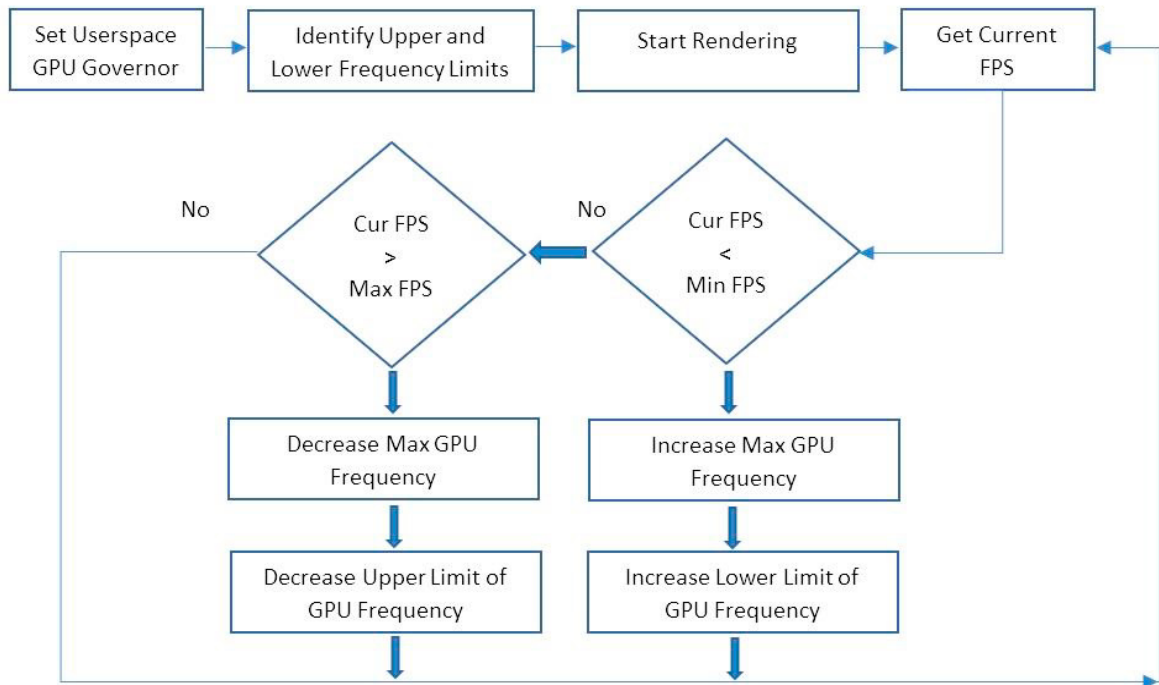 Set Userspace
GPU Governor
Identify Upper and
Lower Frequency Limits
Start Rendering
Get Current
FPS
No
Cur FPS
>
Max FPS
No
Cur FPS
<
Min FPS
Decrease Max GPU
Frequency
Increase Max GPU
Frequency
Decrease Upper Limit of
GPU Frequency
Increase Lower Limit of
GPU Frequency